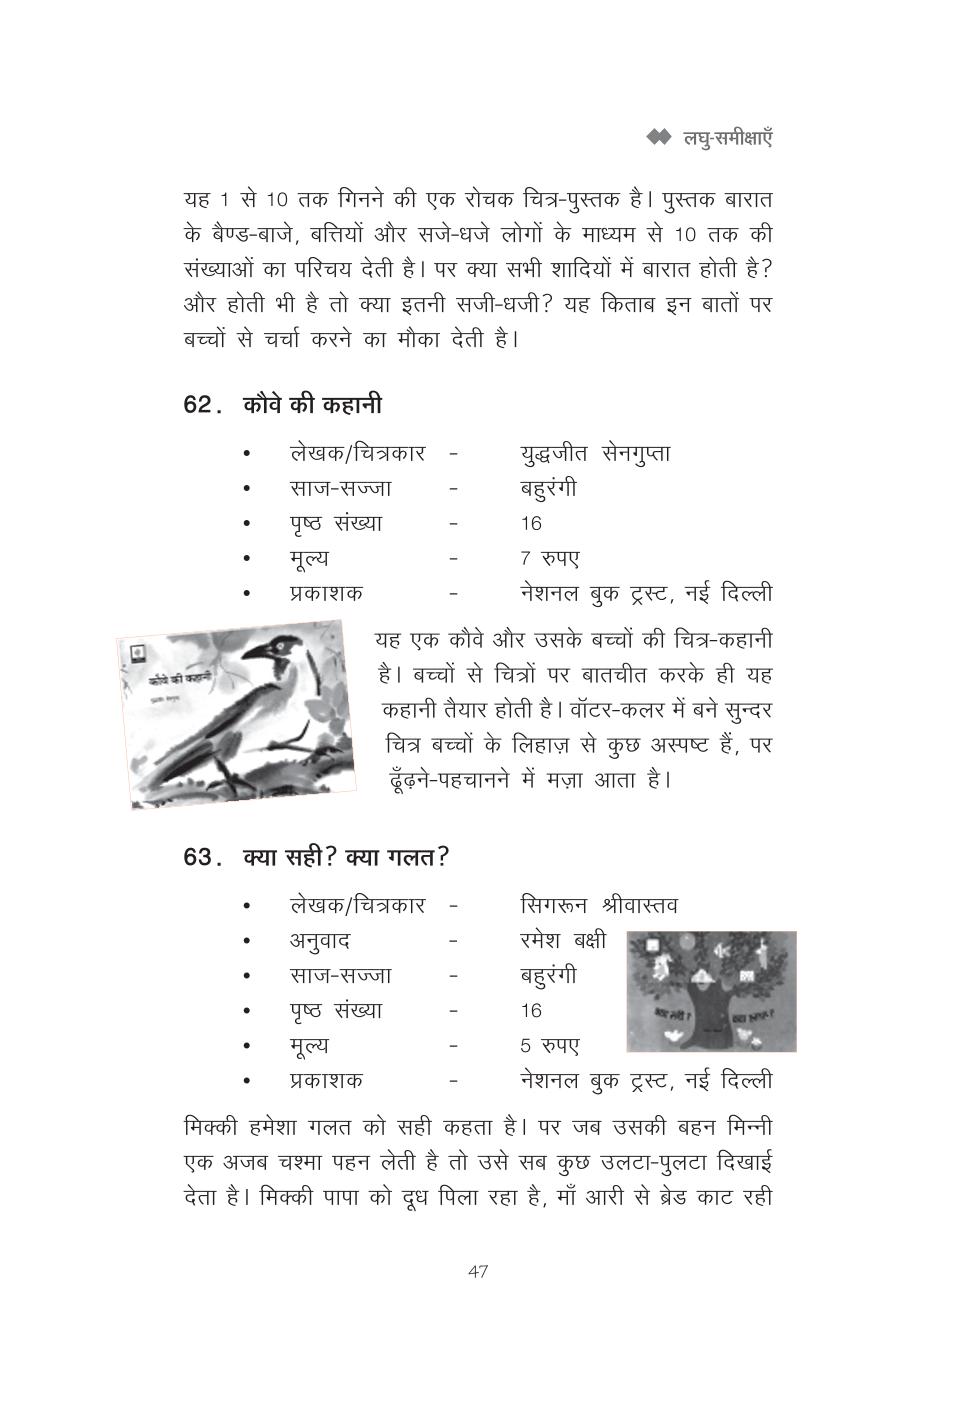 लघु-समीक्षाएँ
यह 1 से 10 तक गिनने की एक रोचक चित्र-पुस्तक है। पुस्तक बारात
के बैण्ड-बाजे, बत्तियों और सजे-धजे लोगों के माध्यम से 10 तक की
संख्याओं का परिचय देती है। पर क्या सभी शादियों में बारात होती है?
और होती भी है तो क्या इतनी सजी-धजी? यह किताब इन बातों पर
बच्चों से चर्चा करने का मौका देती है।
62. कौवे की कहानी
• लेखक/चित्रकार - युद्धजीत सेनगुप्ता
• साज-सज्जा - बहुरंगी
• पृष्ठ संख्या - 16
• मूल्य - 7 रुपए
• प्रकाशक - नेशनल बुक ट्रस्ट, नई दिल्ली
कौवे की कहानी
यह एक कौवे और उसके बच्चों की चित्र-कहानी
है। बच्चों से चित्रों पर बातचीत करके ही यह
कहानी तैयार होती है। वॉटर-कलर में बने सुन्दर
चित्र बच्चों के लिहाज़ से कुछ अस्पष्ट हैं, पर
ढूँढ़ने-पहचानने में मज़ा आता है।
63. क्या सही? क्या गलत?
• लेखक/चित्रकार - सिगरून श्रीवास्तव
• अनुवाद - रमेश बक्षी
• साज-सज्जा - बहुरंगी
• पृष्ठ संख्या - 16
• मूल्य - 5 रुपए
• प्रकाशक - नेशनल बुक ट्रस्ट, नई दिल्ली
क्या सही? क्या गलत?
मिक्की हमेशा गलत को सही कहता है। पर जब उसकी बहन मिन्नी
एक अजब चश्मा पहन लेती है तो उसे सब कुछ उलटा-पुलटा दिखाई
देता है। मिक्की पापा को दूध पिला रहा है, माँ आरी से ब्रेड काट रही
47